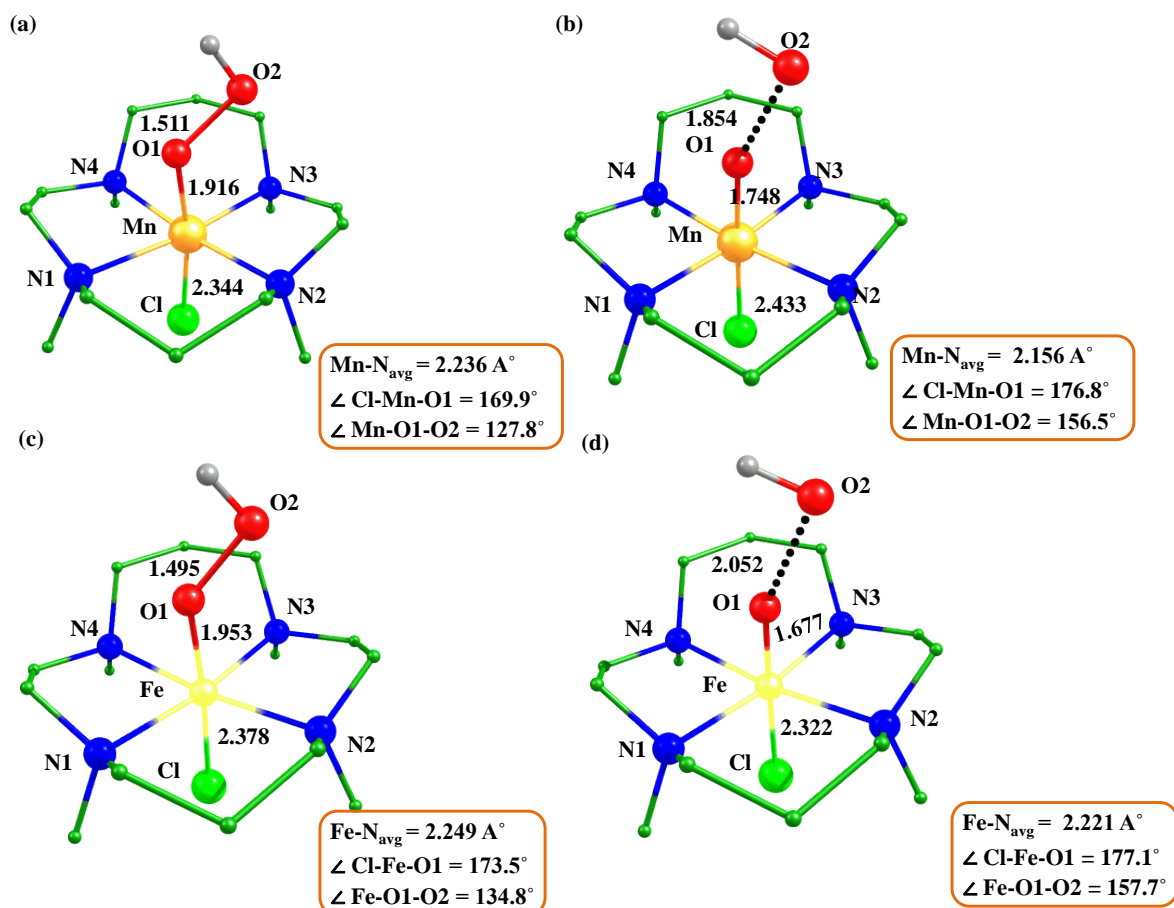 (a)
O2
1.511
O1
N4
N3
1.916
Mn
N1
2.344
N2
Cl
Mn-Navg = 2.236 A°
∠ Cl-Mn-O1 = 169.9°
∠ Mn-O1-O2 = 127.8°
(b)
O2
1.854
O1
N4
N3
1.748
Mn
N1
2.433
N2
Cl
Mn-Navg = 2.156 A°
∠ Cl-Mn-O1 = 176.8°
∠ Mn-O1-O2 = 156.5°
(c)
O2
1.495
O1
N3
N4
1.953
Fe
2.378
N2
N1
Cl
Fe-Navg = 2.249 A°
∠ Cl-Fe-O1 = 173.5°
∠ Fe-O1-O2 = 134.8°
(d)
O2
2.052
O1
N3
N4
1.677
Fe
2.322
N2
N1
Cl
Fe-Navg = 2.221 A°
∠ Cl-Fe-O1 = 177.1°
∠ Fe-O1-O2 = 157.7°